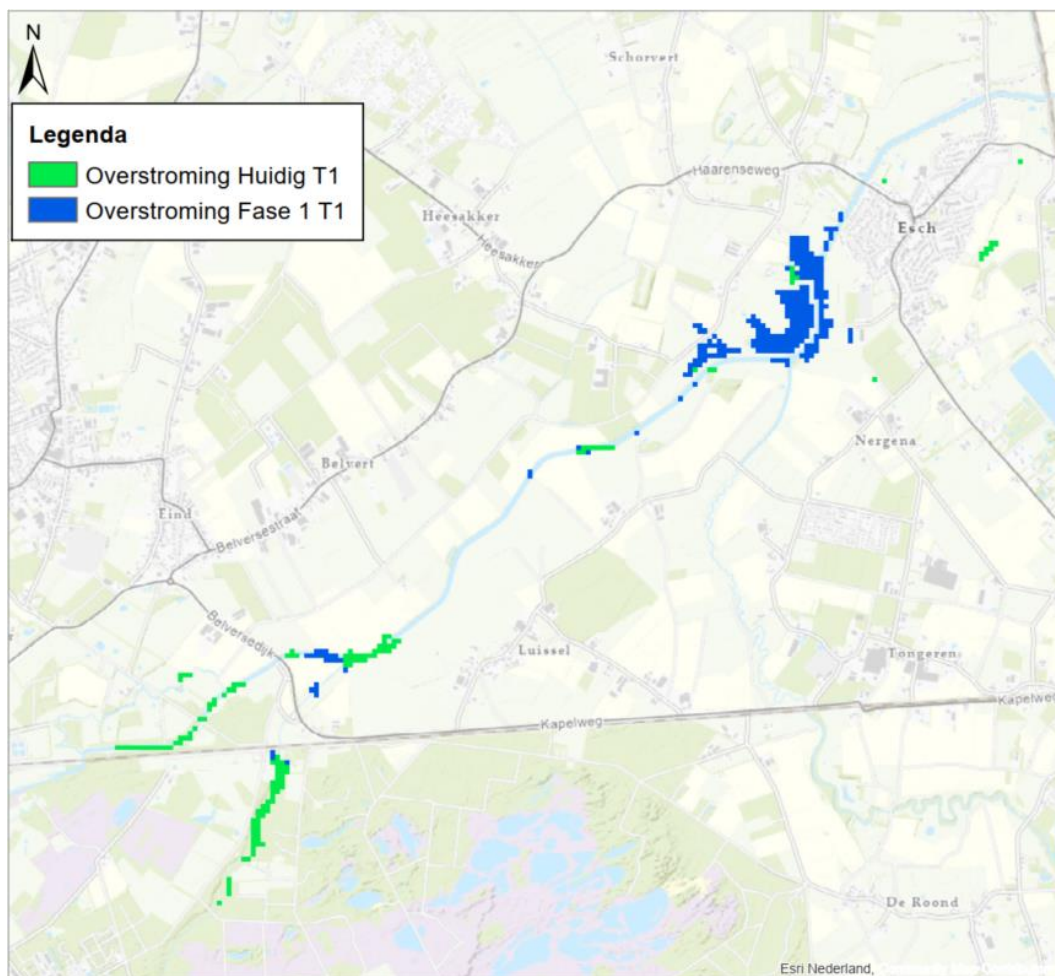 N
Schorvert
Legenda
Overstroming Huidig T1
Overstroming Fase 1 T1
Haarenseweg
Heesakker
Esch
Heesakker
Nergena
Belvert
Eind
Belversestraat
Belversedijk
Luissel
Tongeren
Kapelweg
Kapelweg
De Roond
Esri Nederland,